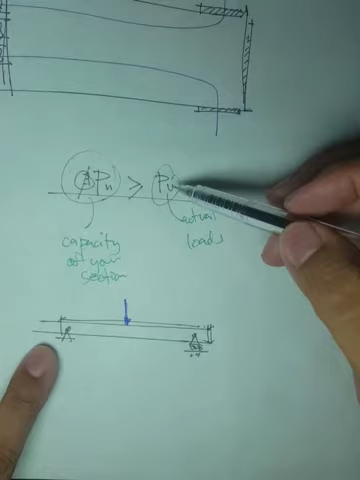 ϕPn > Pu
capacity
of your
section
actual
loads